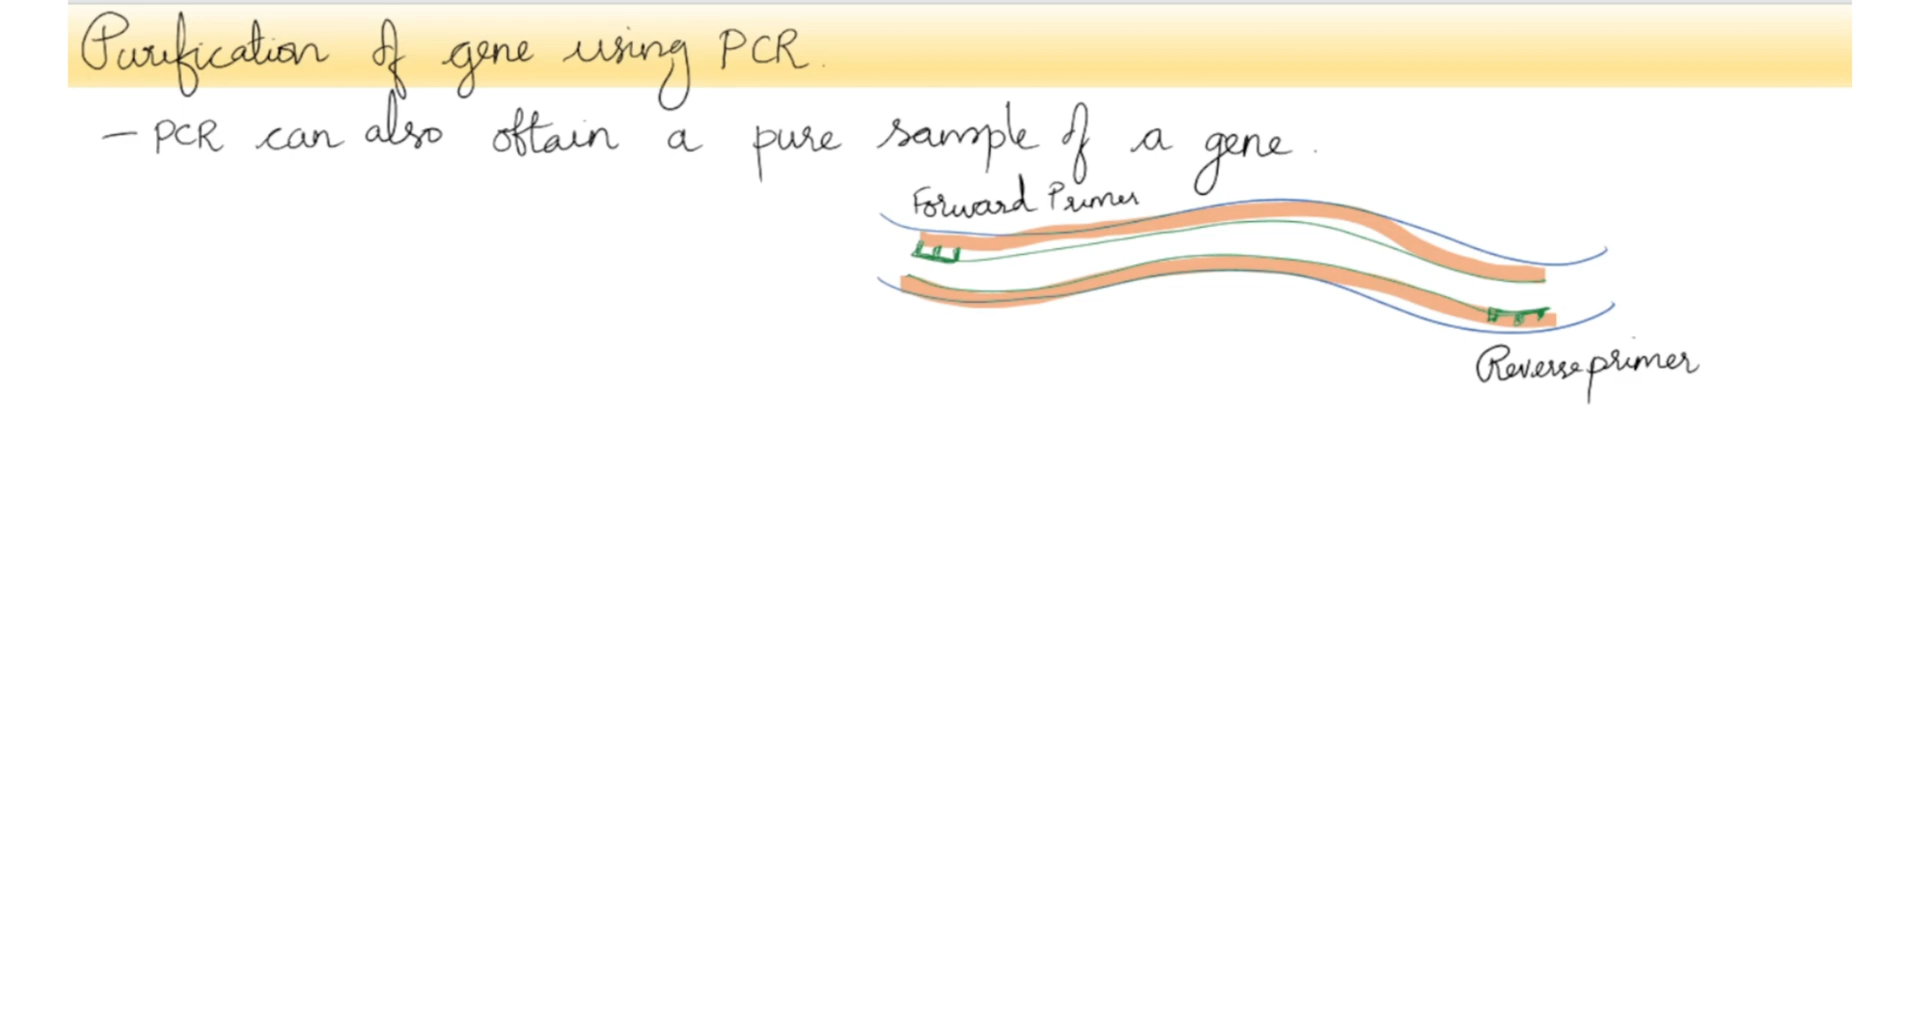 Purification of gene using PCR.
- PCR can also obtain a pure sample of a gene.
Forward Primer
Reverse primer